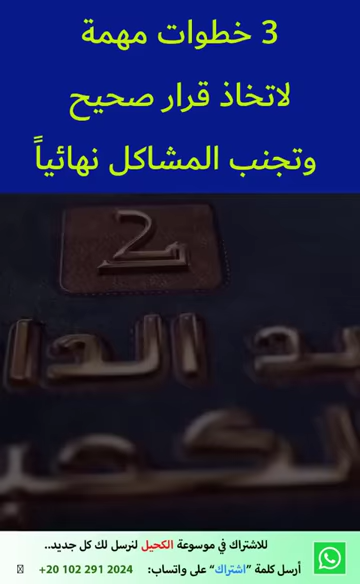 3 خطوات مهمة
لاتخاذ قرار صحيح
وتجنب المشاكل نهائياً
2
للاشتراك في موسوعة الكحيل لنرسل لك كل جديد..
أرسل كلمة "اشتراك" على واتساب: +20 102 291 2024